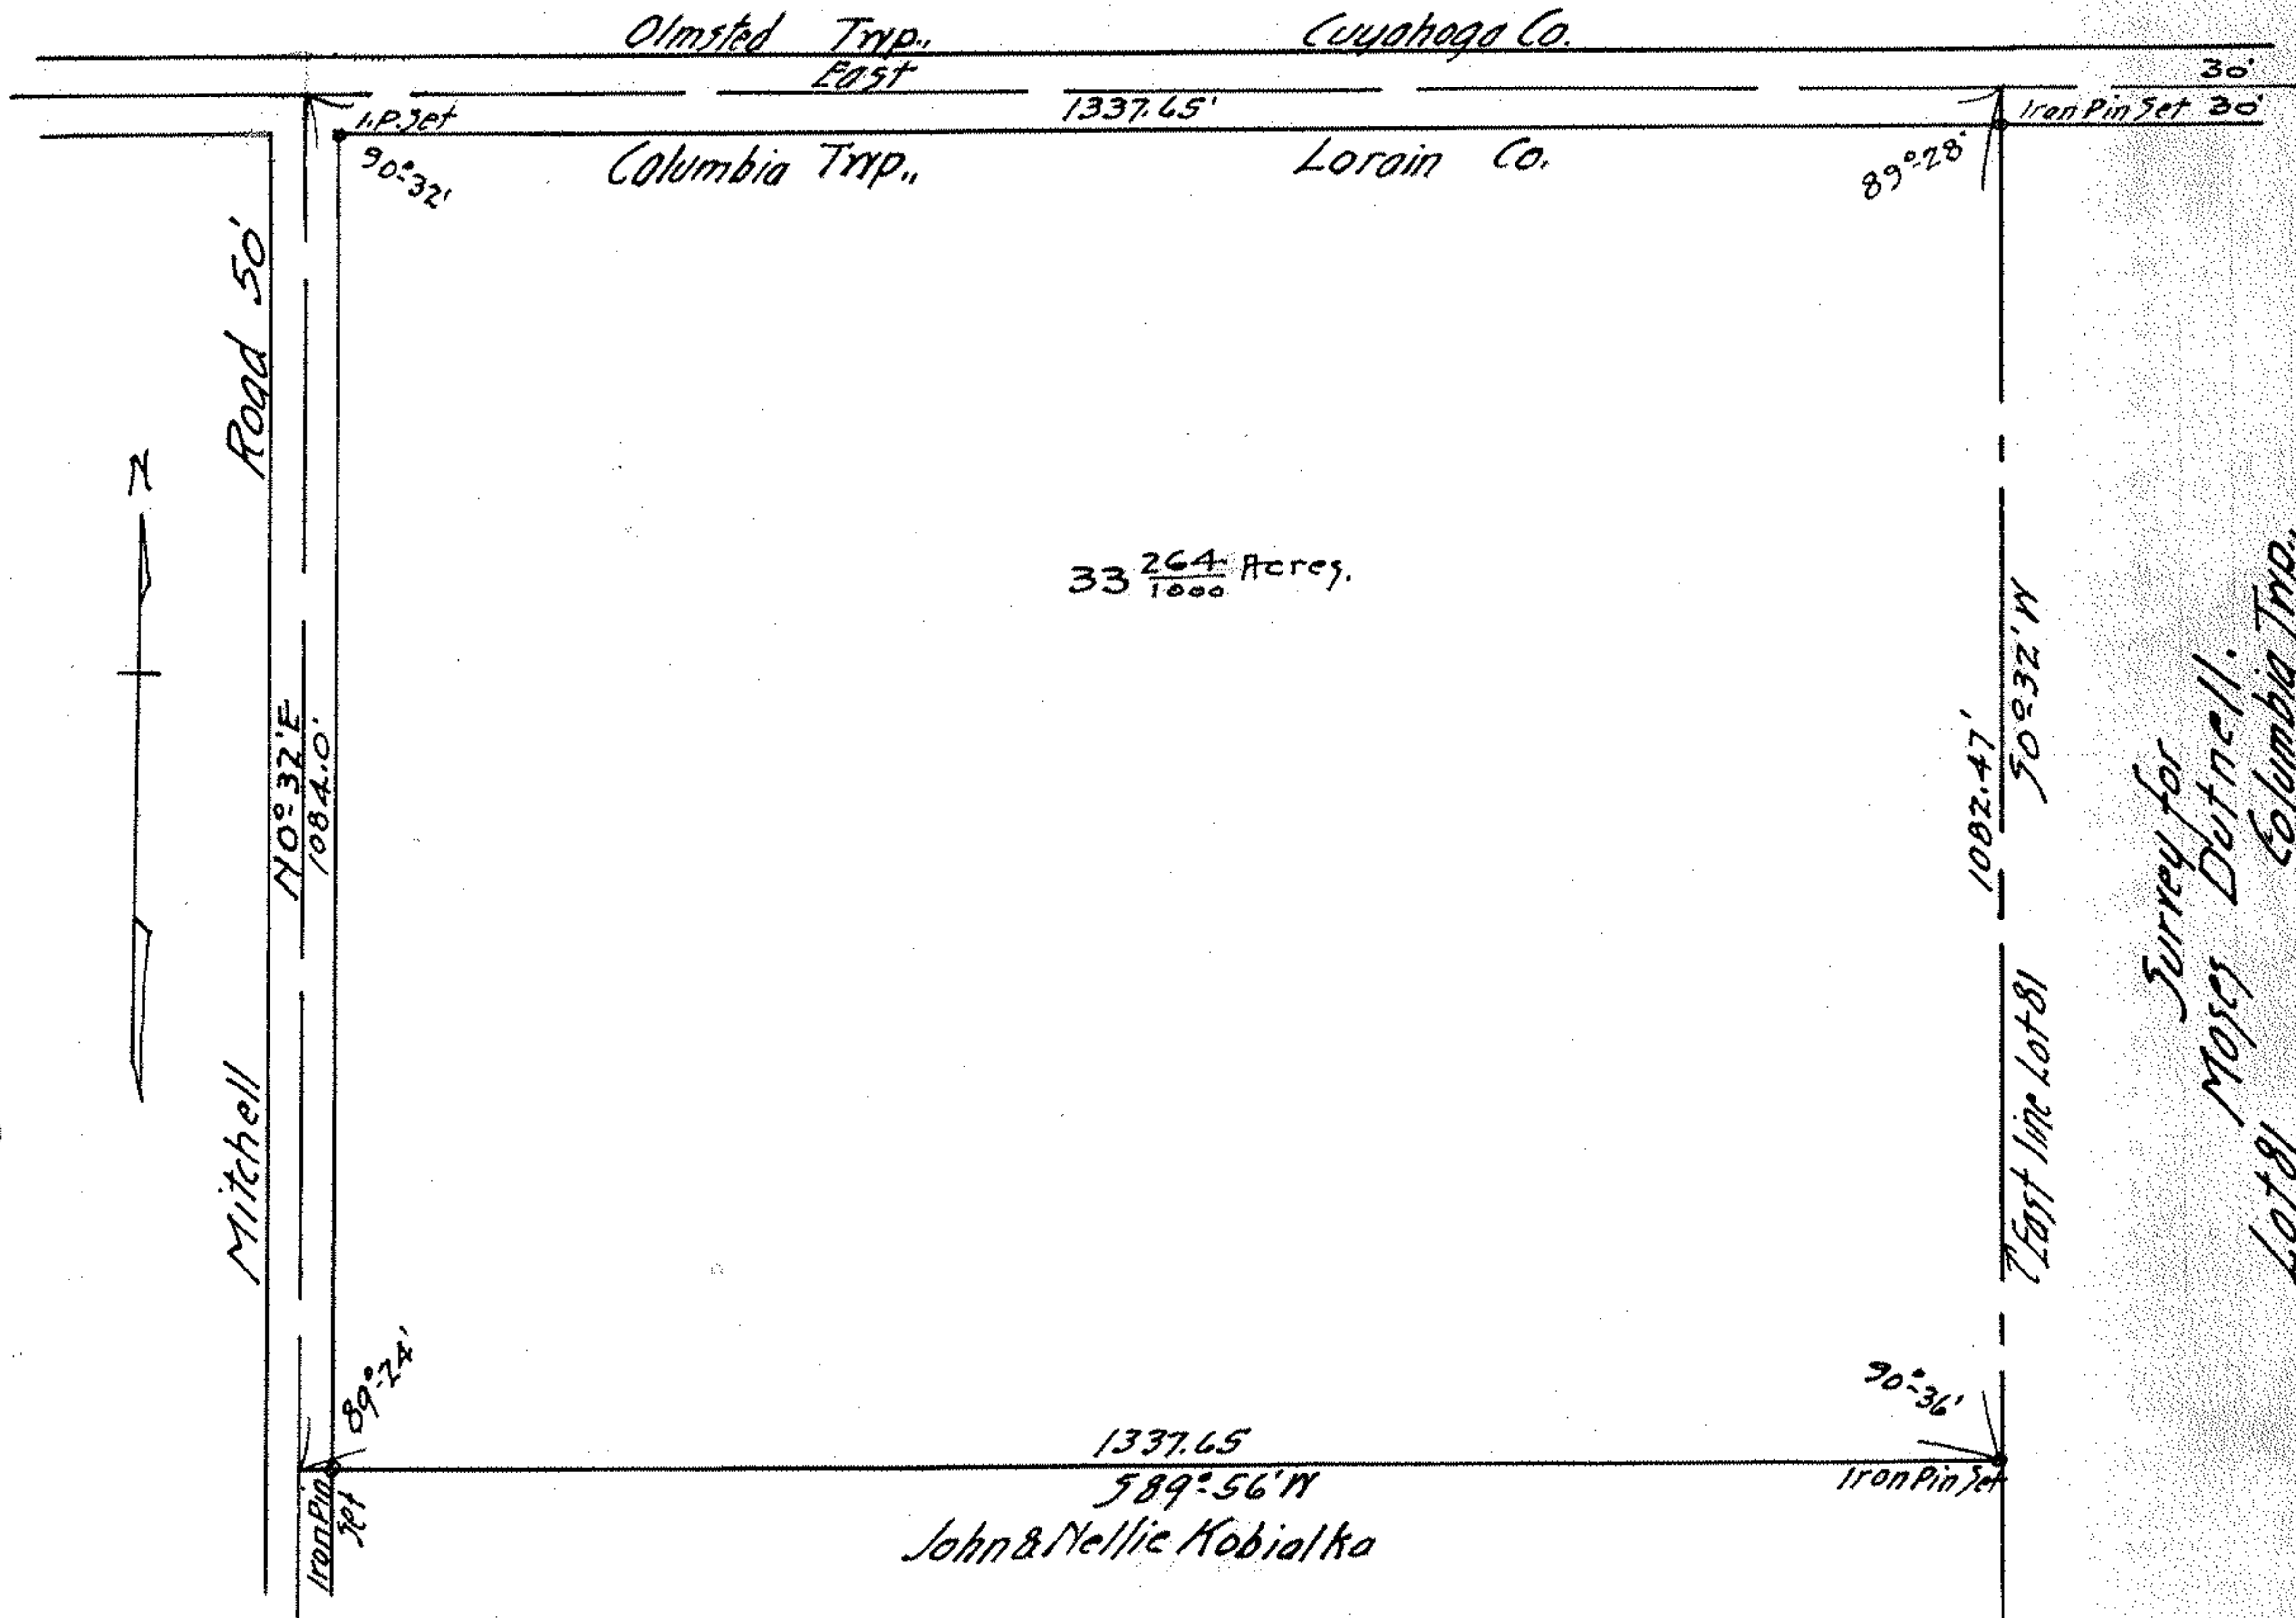 Olmsted Twp., Cuyahoga Co.
East
1337.65'
30'
I.P. Set
Iron Pin Set 30'
90°-32'
Columbia Twp., Lorain Co.
89°-28'
Mitchell Road 50'
N
33 264/1000 Acres.
N0°-32'E
1084.0'
1082.47'
S0°-32'W
East line Lot 81
Survey for
Moses Dutnell.
Lot 81 Columbia Twp.,
89°-24'
90°-36'
1337.65
S89°-56'W
Iron Pin
Set
Iron Pin Set
John & Nellie Kobialka